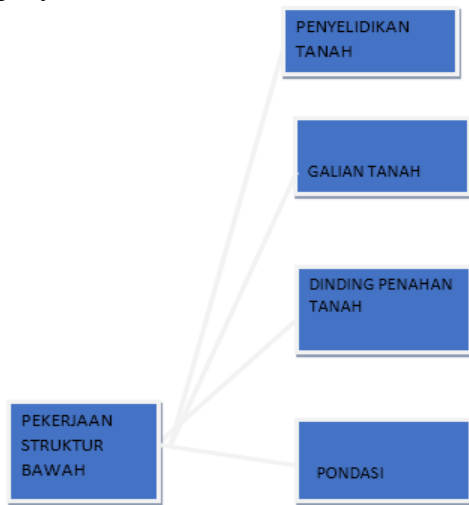 PENYELIDIKAN
TANAH
GALIAN TANAH
DINDING PENAHAN
TANAH
PEKERJAAN
STRUKTUR
BAWAH
PONDASI